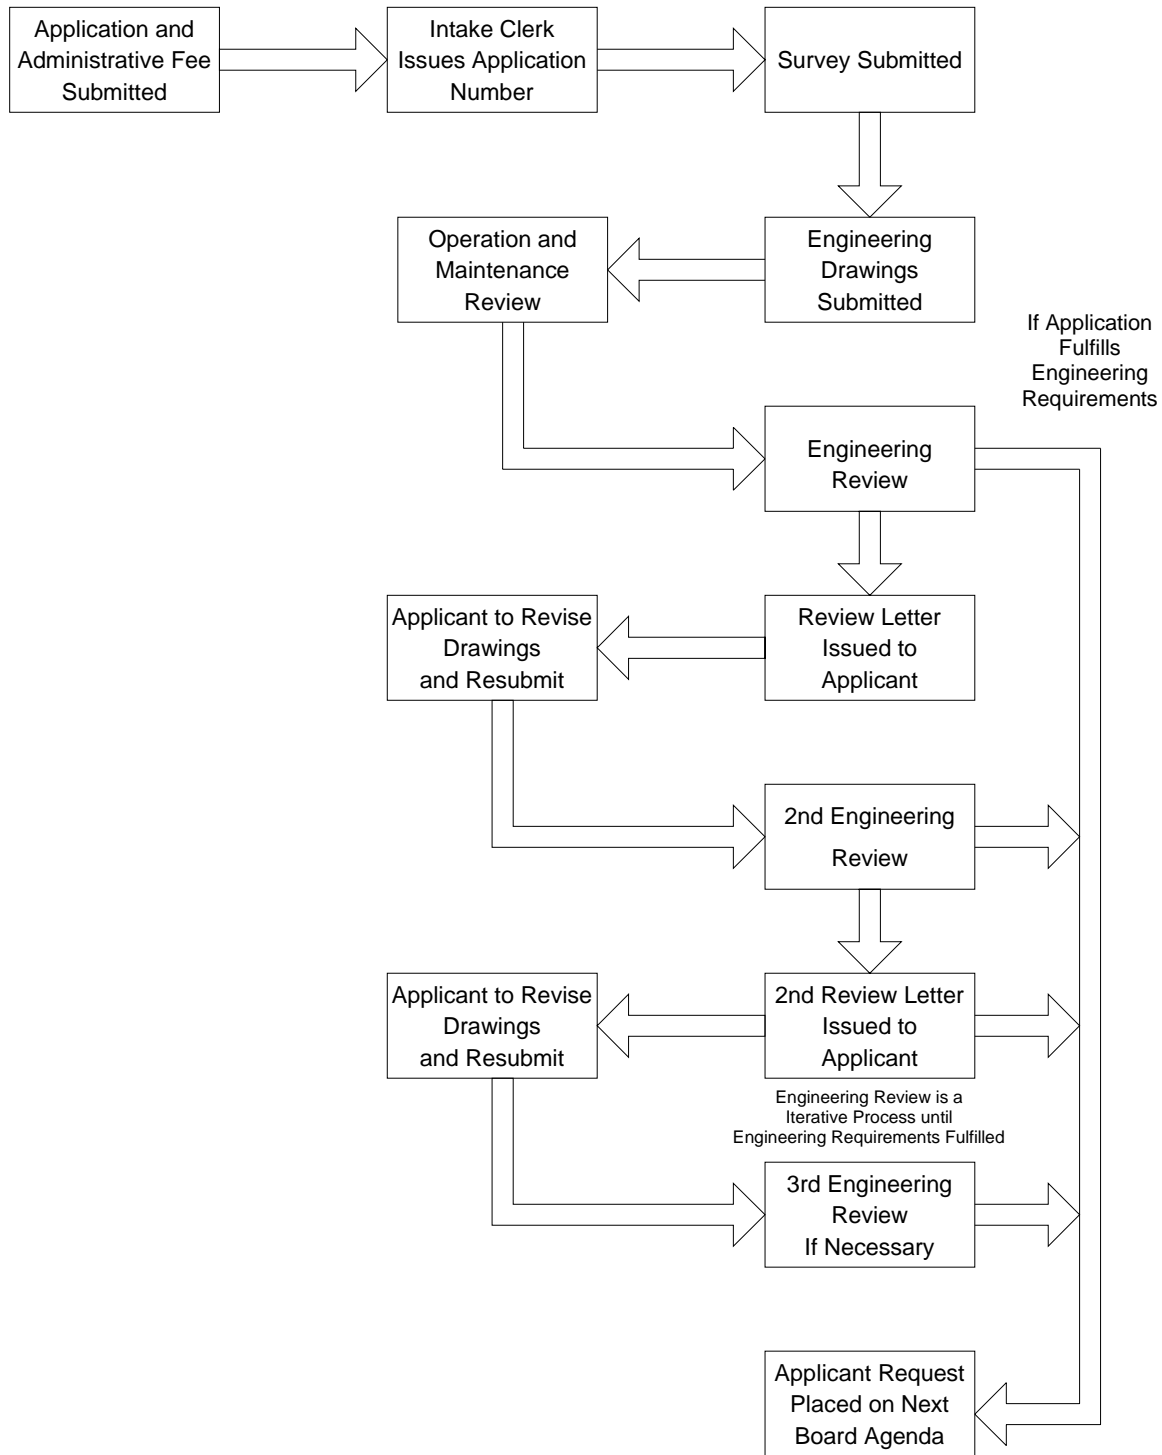 Application and
Administrative Fee
Submitted
Intake Clerk
Issues Application
Number
Survey Submitted
Operation and
Maintenance
Review
Engineering
Drawings
Submitted
If Application
Fulfills
Engineering
Requirements
Engineering
Review
Applicant to Revise
Drawings
and Resubmit
Review Letter
Issued to
Applicant
2nd Engineering
Review
Applicant to Revise
Drawings
and Resubmit
2nd Review Letter
Issued to
Applicant
Engineering Review is a
Iterative Process until
Engineering Requirements Fulfilled
3rd Engineering
Review
If Necessary
Applicant Request
Placed on Next
Board Agenda